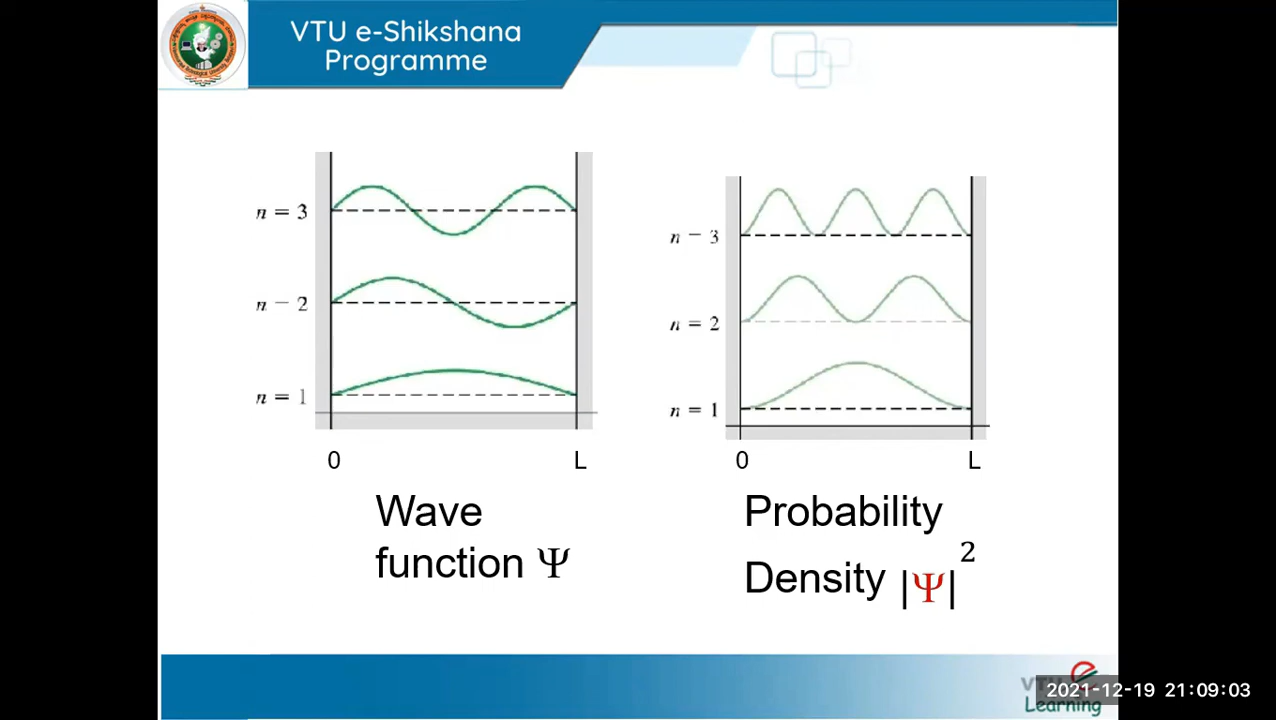 VTU e-Shikshana
Programme
n = 3
n = 2
n = 1
0 L
Wave
function Ψ
n = 3
n = 2
n = 1
0 L
Probability
Density |Ψ|²
VTU e
Learning
2021-12-19 21:09:03